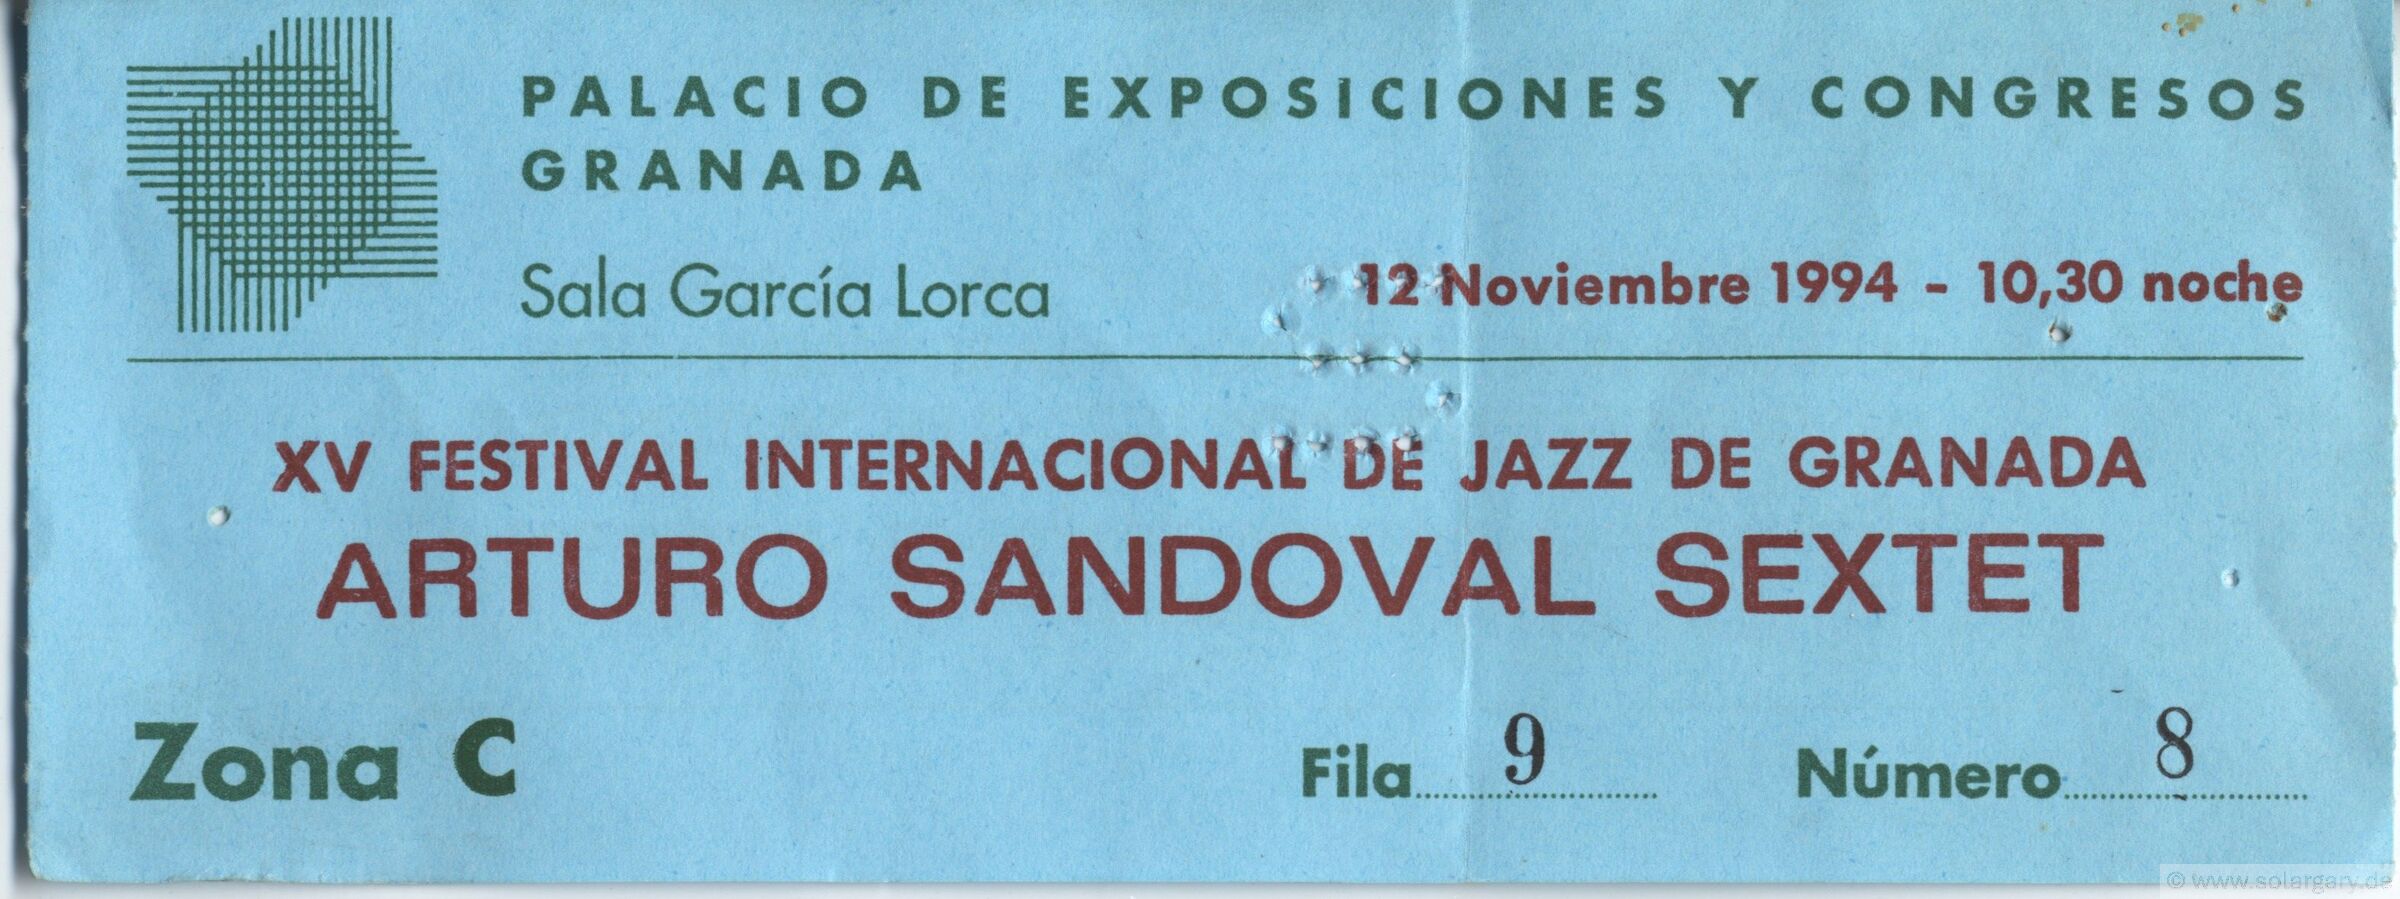 PALACIO DE EXPOSICIONES Y CONGRESOS
GRANADA
Sala García Lorca
12 Noviembre 1994 - 10,30 noche
XV FESTIVAL INTERNACIONAL DE JAZZ DE GRANADA
ARTURO SANDOVAL SEXTET
Zona C
Fila 9
Número 8
© www.solargary.de